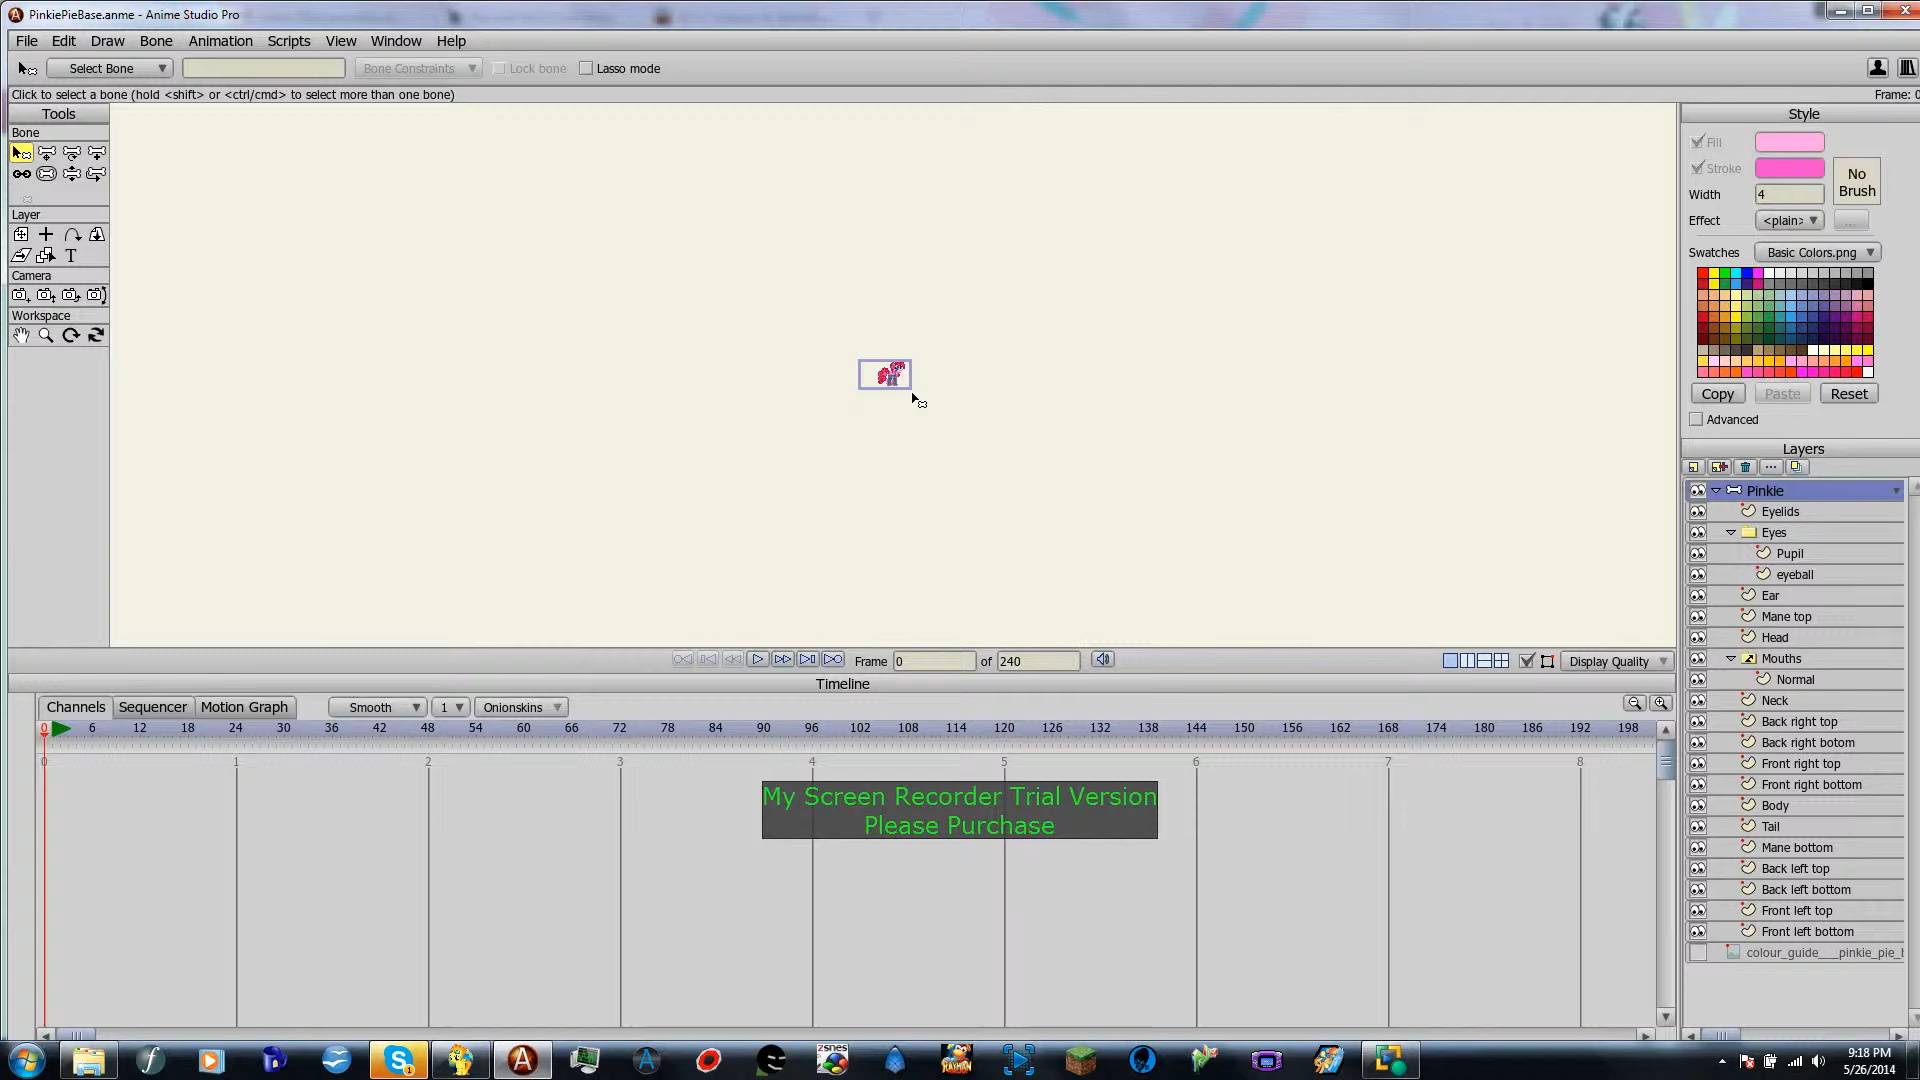 PinkiePieBase.anme - Anime Studio Pro
File Edit Draw Bone Animation Scripts View Window Help
Select Bone Bone Constraints Lock bone Lasso mode
Click to select a bone (hold <shift> or <ctrl/cmd> to select more than one bone) Frame: 0
Tools
Bone
Layer
T
Camera
Workspace
Style
Fill
Stroke
No Brush
Width 4
Effect <plain> ...
Swatches Basic Colors.png
Copy Paste Reset
Advanced
Layers
Pinkie
Eyelids
Eyes
Pupil
eyeball
Ear
Mane top
Head
Mouths
Normal
Neck
Back right top
Back right botom
Front right top
Front right bottom
Body
Tail
Mane bottom
Back left top
Back left bottom
Front left top
Front left bottom
colour_guide___pinkie_pie_
Frame 0 of 240 Display Quality
Timeline
Channels Sequencer Motion Graph Smooth 1 Onionskins
0 6 12 18 24 30 36 42 48 54 60 66 72 78 84 90 96 102 108 114 120 126 132 138 144 150 156 162 168 174 180 186 192 198
0 1 2 3 4 5 6 7 8
My Screen Recorder Trial Version
Please Purchase
9:18 PM
5/26/2014